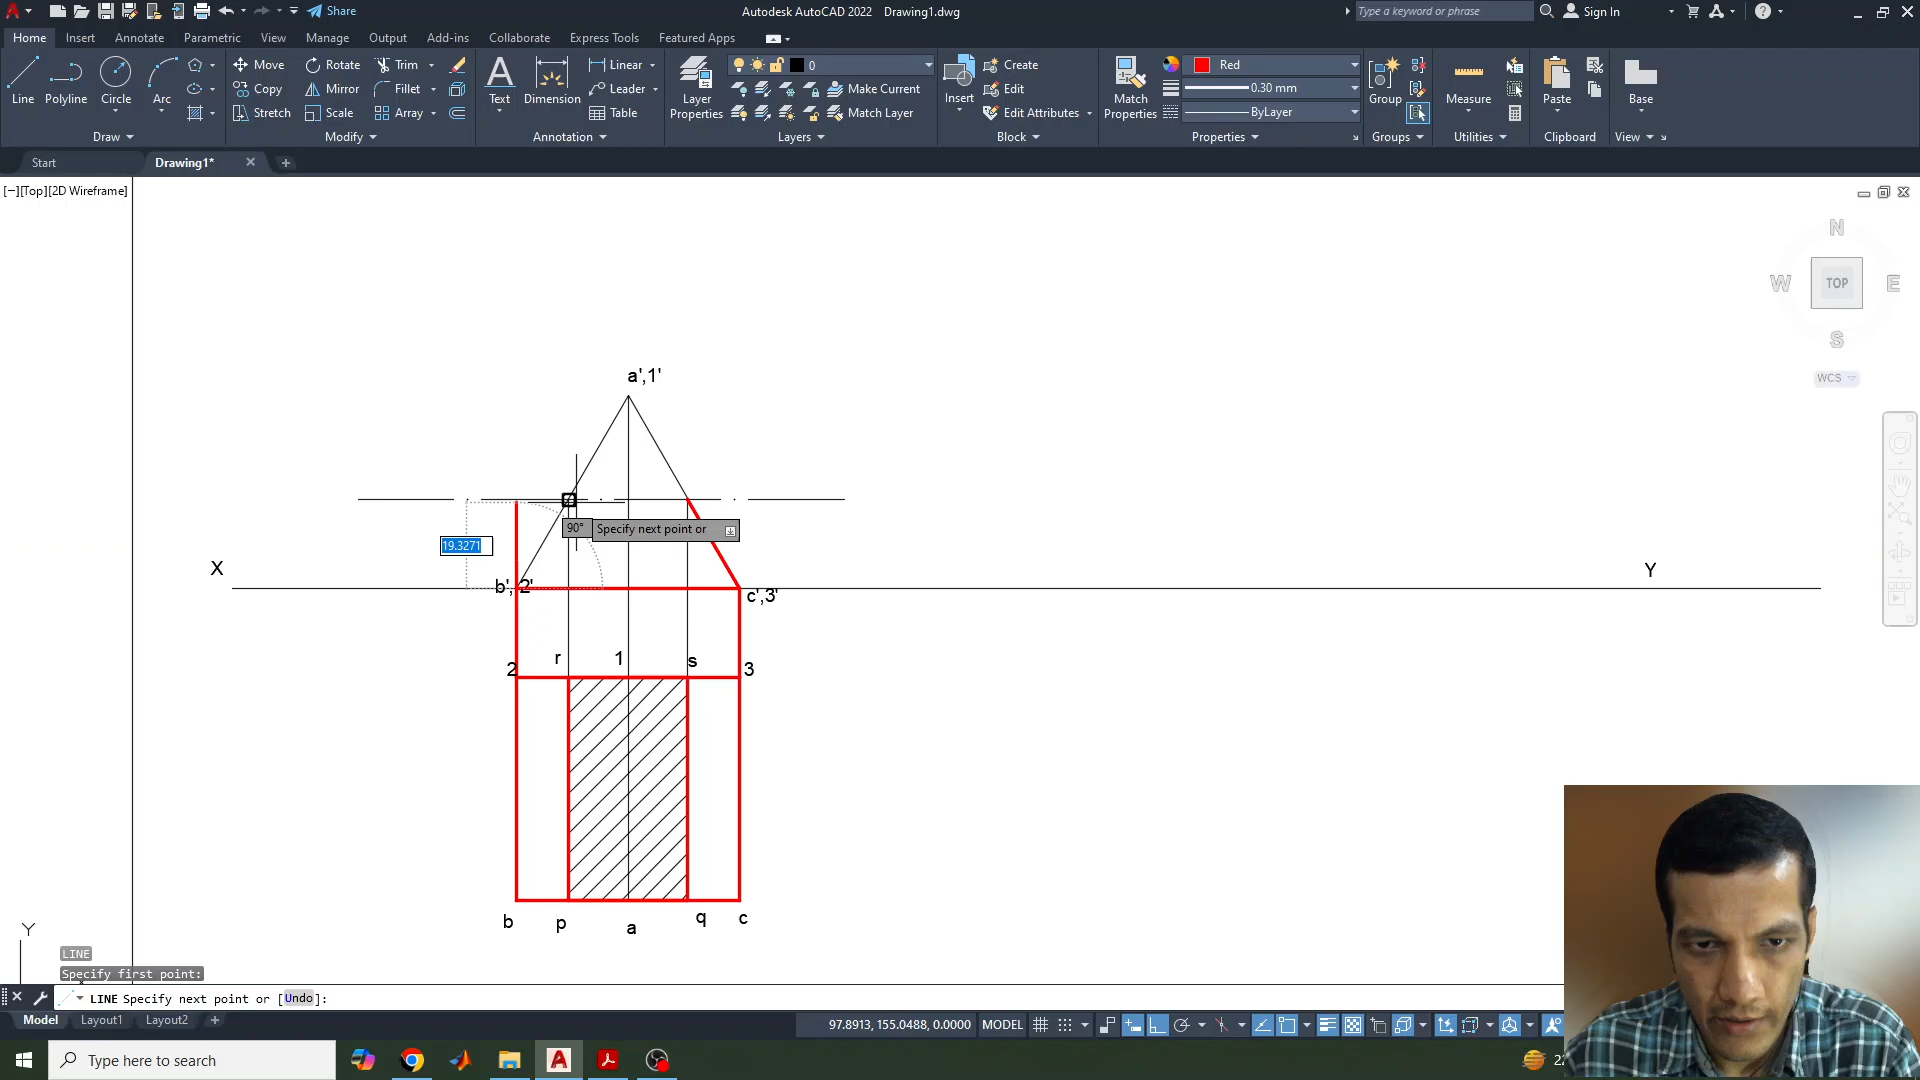 Share
Autodesk AutoCAD 2022 Drawing1.dwg
Type a keyword or phrase
Sign In
Home Insert Annotate Parametric View Manage Output Add-ins Collaborate Express Tools Featured Apps
Line Polyline Circle Arc
Move Rotate Trim
Copy Mirror Fillet
Stretch Scale Array
Text Dimension
Linear
Leader
Table
Layer Properties
0
Make Current
Match Layer
Insert
Create
Edit
Edit Attributes
Match Properties
Red
0.30 mm
ByLayer
Group
Measure
Paste
Base
Draw Modify Annotation Layers Block Properties Groups Utilities Clipboard View
Start Drawing1*
[−][Top][2D Wireframe]
N
W TOP E
S
WCS
a',1'
90° Specify next point or
19.3271
X Y
b', 2' c',3'
2 r 1 s 3
b p a q c
Y
LINE
Specify first point:
LINE Specify next point or [Undo]:
Model Layout1 Layout2
97.8913, 155.0488, 0.0000 MODEL
Type here to search